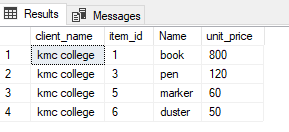 Results Messages
client_name item_id Name unit_price
1 kmc college 1 book 800
2 kmc college 3 pen 120
3 kmc college 5 marker 60
4 kmc college 6 duster 50